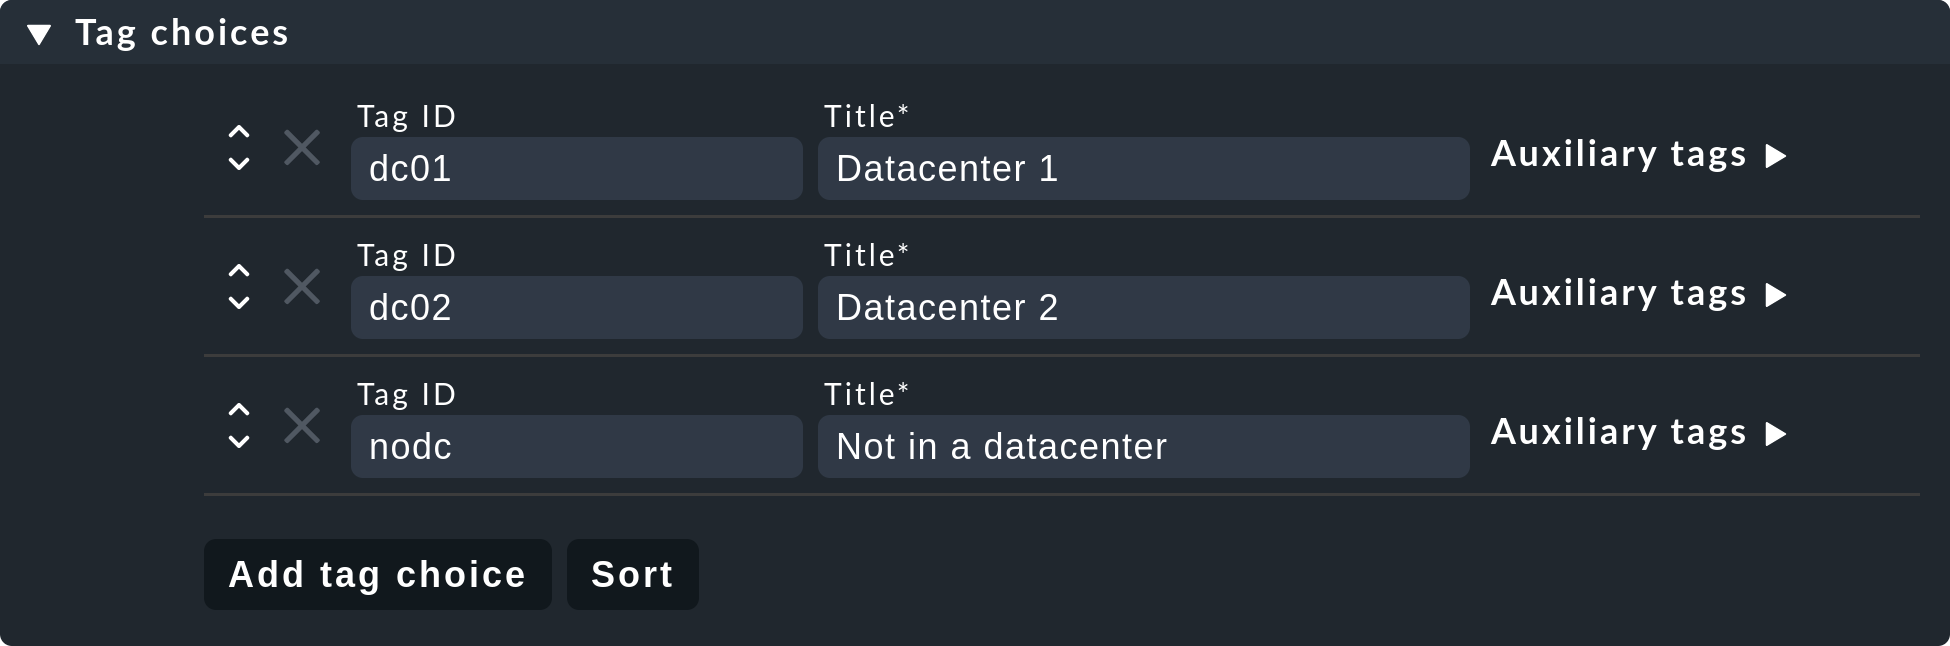 Tag choices
Tag ID Title*
dc01 Datacenter 1 Auxiliary tags
Tag ID Title*
dc02 Datacenter 2 Auxiliary tags
Tag ID Title*
nodc Not in a datacenter Auxiliary tags
Add tag choice Sort